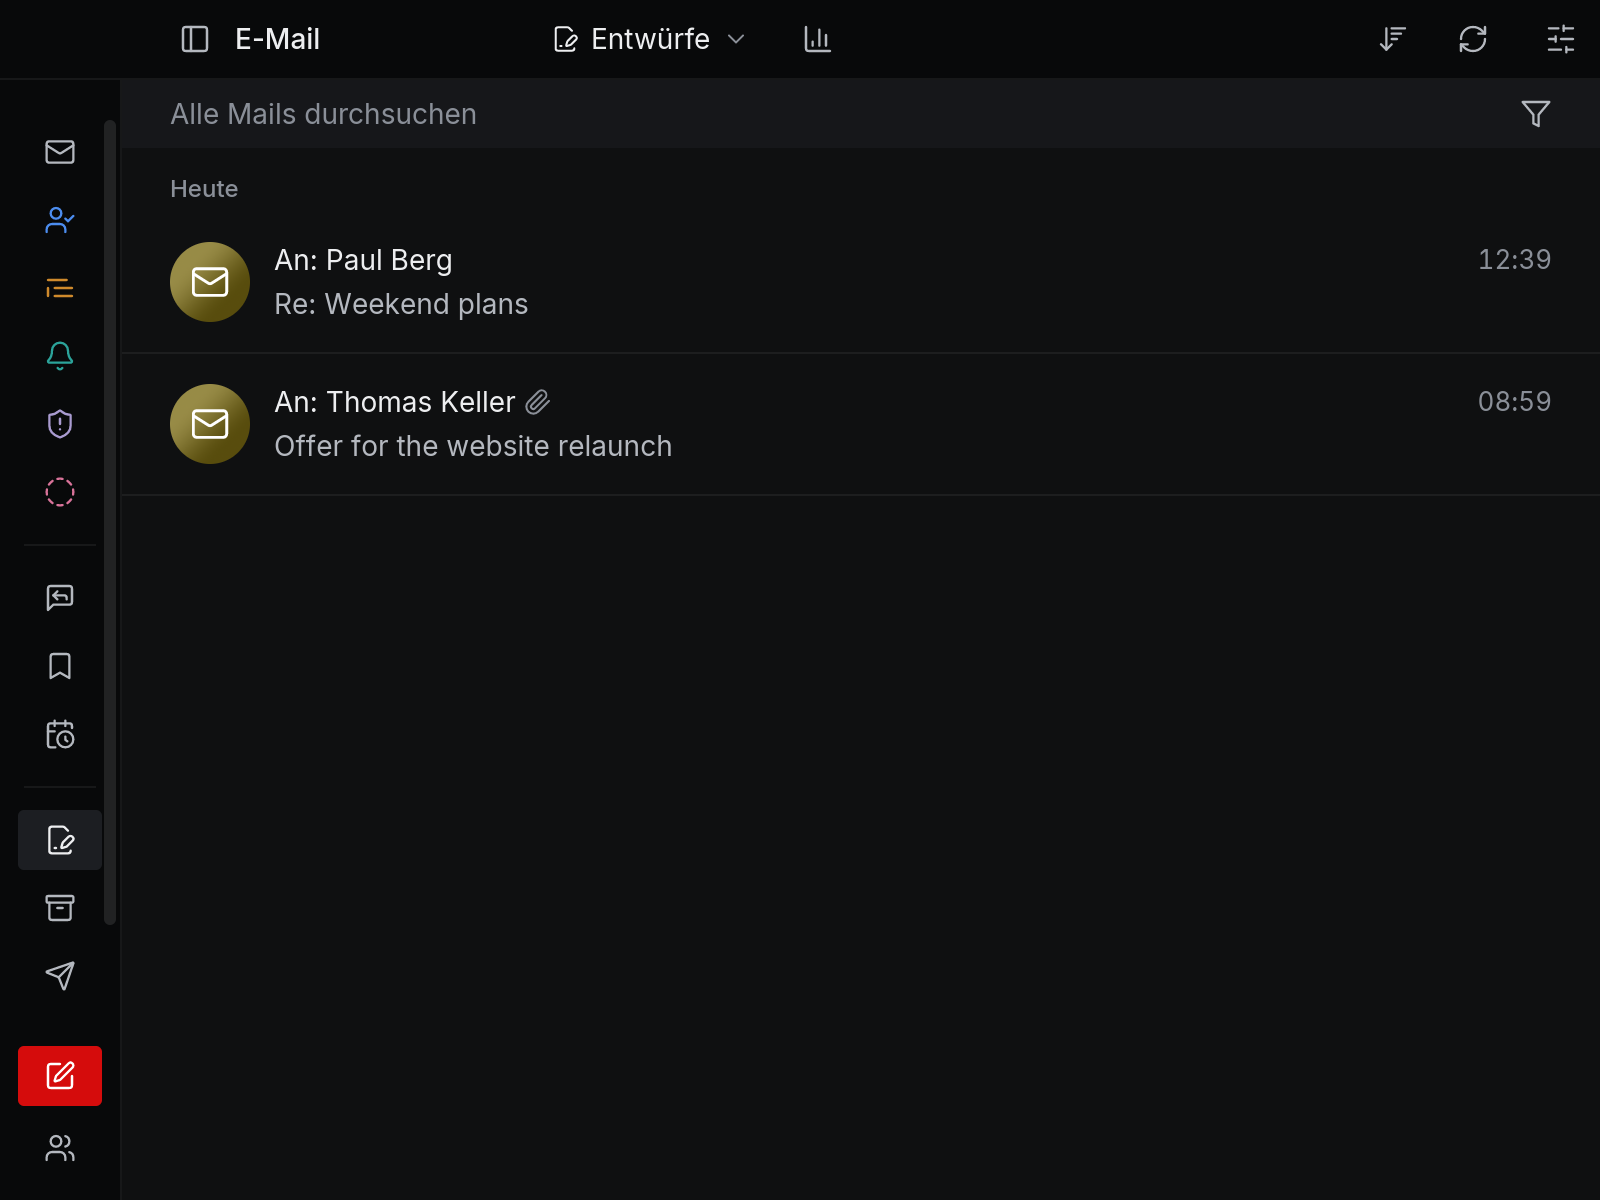 E-Mail
Entwürfe
Alle Mails durchsuchen
Heute
An: Paul Berg
12:39
Re: Weekend plans
An: Thomas Keller
08:59
Offer for the website relaunch